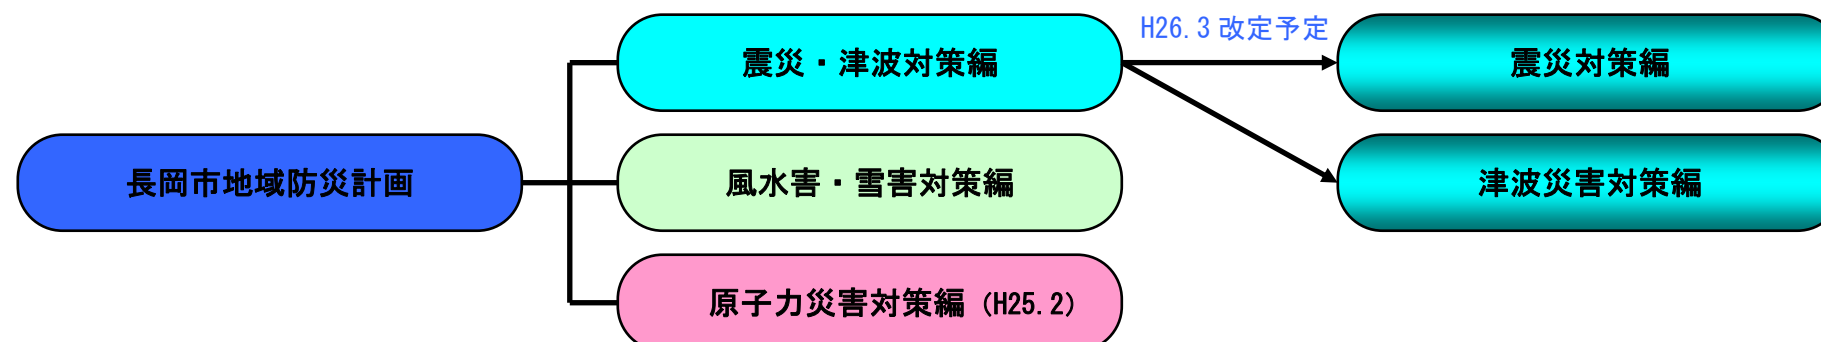 H26.3 改定予定
震災・津波対策編
震災対策編
長岡市地域防災計画
風水害・雪害対策編
津波災害対策編
原子力災害対策編（H25.2）